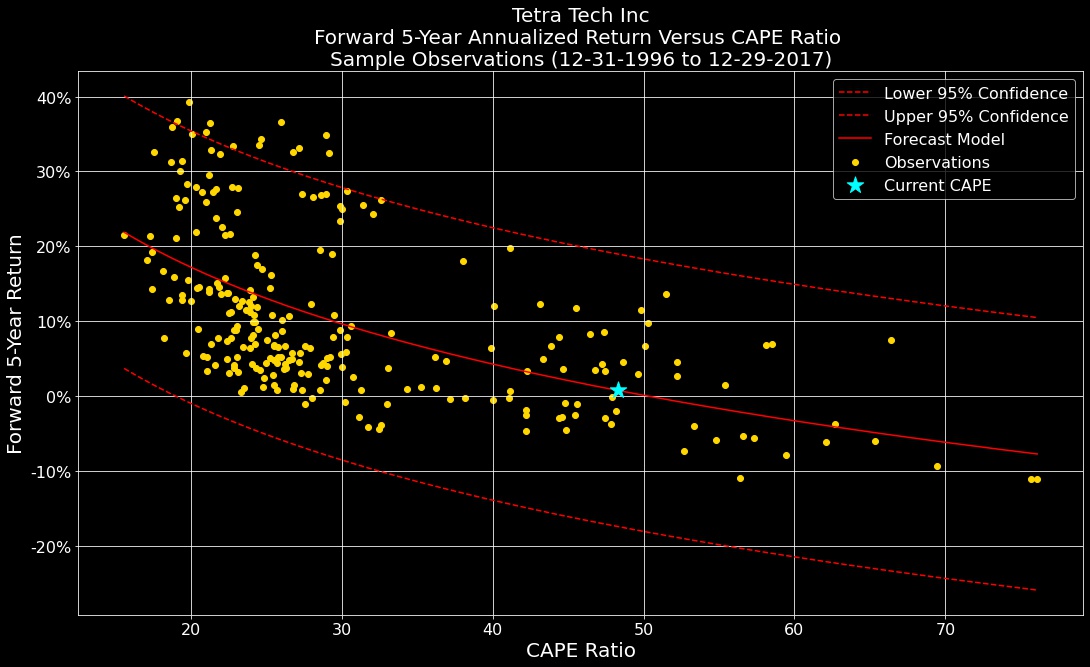 Tetra Tech Inc
Forward 5-Year Annualized Return Versus CAPE Ratio
Sample Observations (12-31-1996 to 12-29-2017)
Lower 95% Confidence
Upper 95% Confidence
Forecast Model
Observations
Current CAPE
Forward 5-Year Return
40%
30%
20%
10%
0%
-10%
-20%
20 30 40 50 60 70
CAPE Ratio